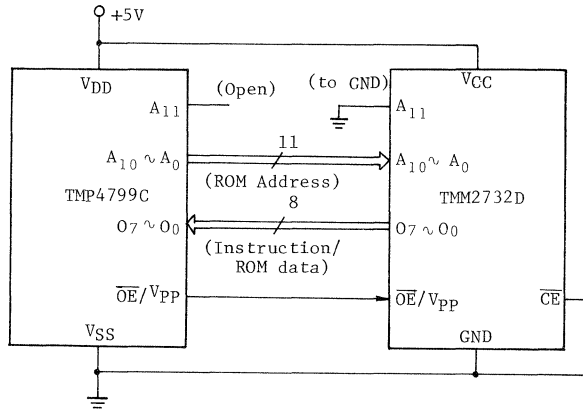 +5V
VDD
A11
(Open)
(to GND)
VCC
A11
A10 ~ A0
11
(ROM Address)
A10 ~ A0
TMP4799C
TMM2732D
8
O7 ~ O0
(Instruction/
ROM data)
O7 ~ O0
OE/VPP
OE/VPP
CE
VSS
GND